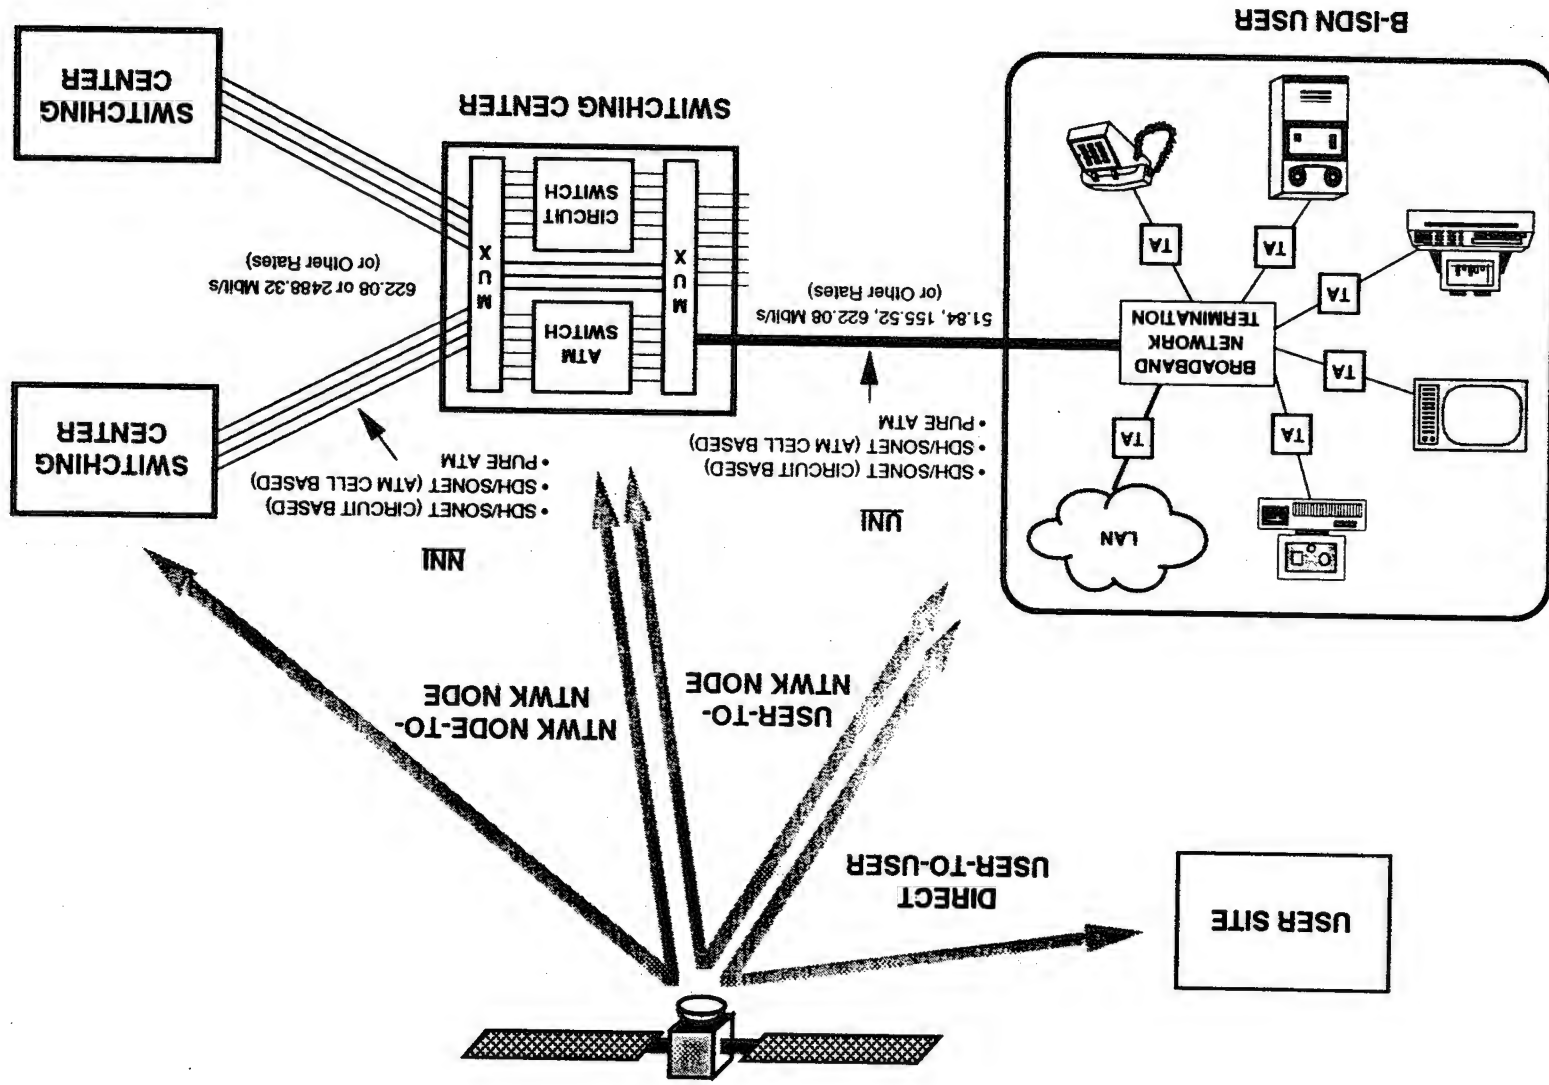 USER SITE
DIRECT
USER-TO-USER
USER-TO-
NTWK NODE
NTWK NODE-TO-
NTWK NODE
LAN
TA
TA
TA
TA
TA
TA
BROADBAND
NETWORK
TERMINATION
B-ISDN USER
UNI
• SDH/SONET (CIRCUIT BASED)
• SDH/SONET (ATM CELL BASED)
• PURE ATM
51.84, 155.52, 622.08 Mbit/s
(or Other Rates)
MUX
ATM
SWITCH
CIRCUIT
SWITCH
MUX
SWITCHING CENTER
NNI
• SDH/SONET (CIRCUIT BASED)
• SDH/SONET (ATM CELL BASED)
• PURE ATM
622.08 or 2488.32 Mbit/s
(or Other Rates)
SWITCHING
CENTER
SWITCHING
CENTER